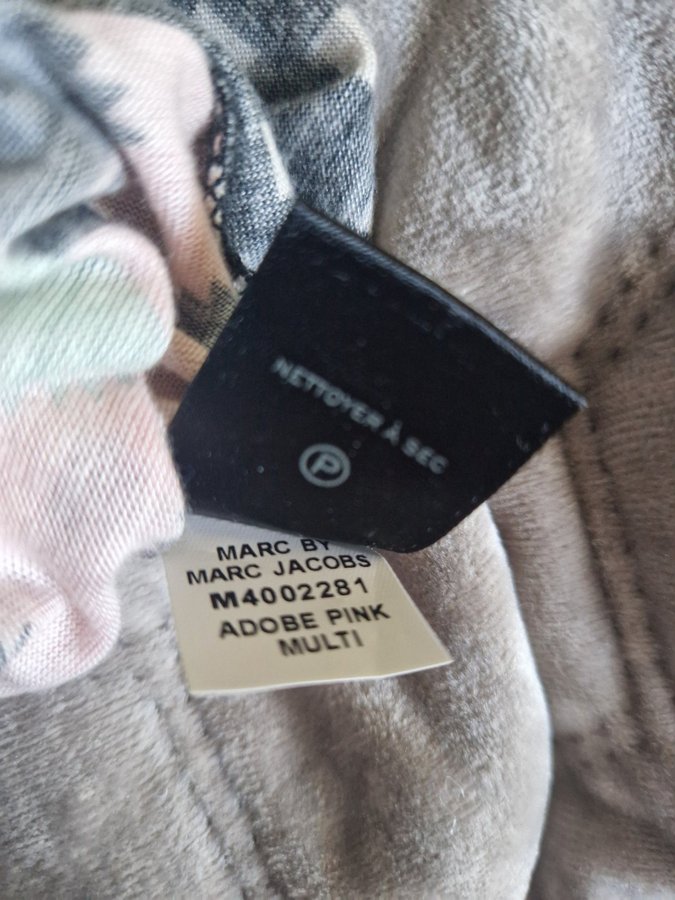 NETTOYER À SEC
P
MARC BY
MARC JACOBS
M4002281
ADOBE PINK
MULTI